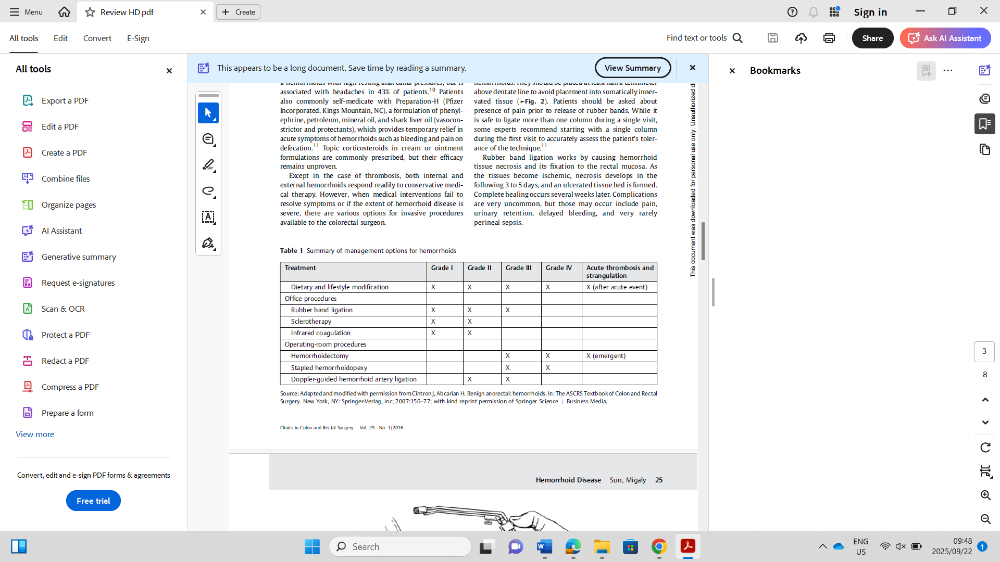 Menu
Review HD.pdf
Create
Sign in
All tools
Edit
Convert
E-Sign
Find text or tools
Share
Ask AI Assistant
All tools
Export a PDF
Edit a PDF
Create a PDF
Combine files
Organize pages
AI Assistant
Generative summary
Request e-signatures
Scan & OCR
Protect a PDF
Redact a PDF
Compress a PDF
Prepare a form
View more
Convert, edit and e-sign PDF forms & agreements
Free trial
This appears to be a long document. Save time by reading a summary.
View Summary
associated with headaches in 43% of patients.10 Patients
also commonly self-medicate with Preparation-H (Pfizer
Incorporated, Kings Mountain, NC), a formulation of phenyl-
ephrine, petroleum, mineral oil, and shark liver oil (vasocon-
strictor and protectants), which provides temporary relief in
acute symptoms of hemorrhoids such as bleeding and pain on
defecation.11 Topic corticosteroids in cream or ointment
formulations are commonly prescribed, but their efficacy
remains unproven.
Except in the case of thrombosis, both internal and
external hemorrhoids respond readily to conservative medi-
cal therapy. However, when medical interventions fail to
resolve symptoms or if the extent of hemorrhoid disease is
severe, there are various options for invasive procedures
available to the colorectal surgeon.
hemorrhoids. They should be placed at least half a centimeter
above dentate line to avoid placement into somatically inner-
vated tissue (►Fig. 2). Patients should be asked about
presence of pain prior to release of rubber bands. While it
is safe to ligate more than one column during a single visit,
some experts recommend starting with a single column
during the first visit to accurately assess the patient's toler-
ance of the technique.11
Rubber band ligation works by causing hemorrhoid
tissue necrosis and its fixation to the rectal mucosa. As
the tissues become ischemic, necrosis develops in the
following 3 to 5 days, and an ulcerated tissue bed is formed.
Complete healing occurs several weeks later. Complications
are very uncommon, but those may occur include pain,
urinary retention, delayed bleeding, and very rarely
perineal sepsis.
This document was downloaded for personal use only. Unauthorized d
Table 1 Summary of management options for hemorrhoids
Treatment Grade I Grade II Grade III Grade IV Acute thrombosis and
strangulation
Dietary and lifestyle modification X X X X X (after acute event)
Office procedures
Rubber band ligation X X X
Sclerotherapy X X
Infrared coagulation X X
Operating-room procedures
Hemorrhoidectomy X X X (emergent)
Stapled hemorrhoidopexy X X
Doppler-guided hemorrhoid artery ligation X X
Source: Adapted and modified with permission from Cintron J, Abcarian H. Benign anorectal: hemorrhoids. In: The ASCRS Textbook of Colon and Rectal
Surgery. New York, NY: Springer-Verlag, Inc; 2007:156–77; with kind reprint permission of Springer Science + Business Media.
Clinics in Colon and Rectal Surgery Vol. 29 No. 1/2016
Hemorrhoid Disease Sun, Migaly 25
Bookmarks
3
8
Search
ENG
US
09:48
2025/09/22
1